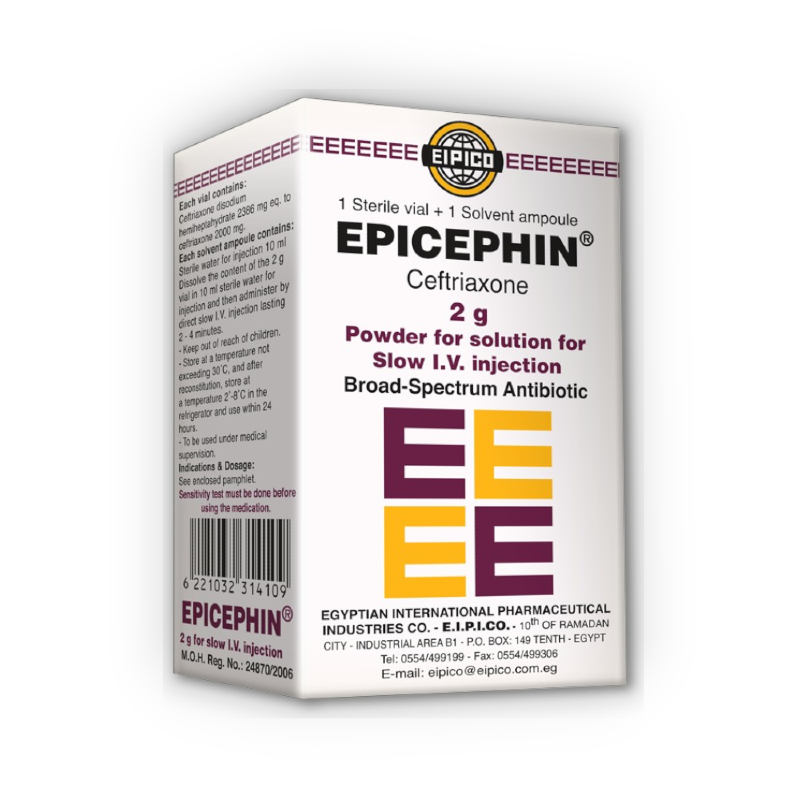 EEEEEEEEEEEE
Each vial contains:
Ceftriaxone disodium
hemiheptahydrate 2386 mg eq. to
ceftriaxone 2000 mg.
Each solvent ampoule contains:
Sterile water for injection 10 ml
Dissolve the content of the 2 g
vial in 10 ml sterile water for
injection and then administer by
direct slow I.V. injection lasting
2 - 4 minutes.
- Keep out of reach of children.
- Store at a temperature not
exceeding 30˚C, and after
reconstitution, store at
a temperature 2˚-8˚C in the
refrigerator and use wthin 24
hours.
- To be used under medical
supervision.
Indications & Dosage:
See enclosed pamphlet.
Sensitivity test must be done before
using the medication.
6 221032 314109
EPICEPHIN®
2 g for slow I.V. injection
M.O.H. Reg. No.: 24870/2006
EEEEEEEE EIPICO EEEEEEEEE
1 Sterile vial + 1 Solvent ampoule
EPICEPHIN®
Ceftriaxone
2 g
Powder for solution for
Slow I.V. injection
Broad-Spectrum Antibiotic
E E
E E
EGYPTIAN INTERNATIONAL PHARMACEUTICAL
INDUSTRIES CO. - E.I.P.I.CO. - 10th OF RAMADAN
CITY - INDUSTRIAL AREA B1 - P.O. BOX: 149 TENTH - EGYPT
Tel: 0554/499199 - Fax: 0554/499306
E-mail: eipico@eipico.com.eg